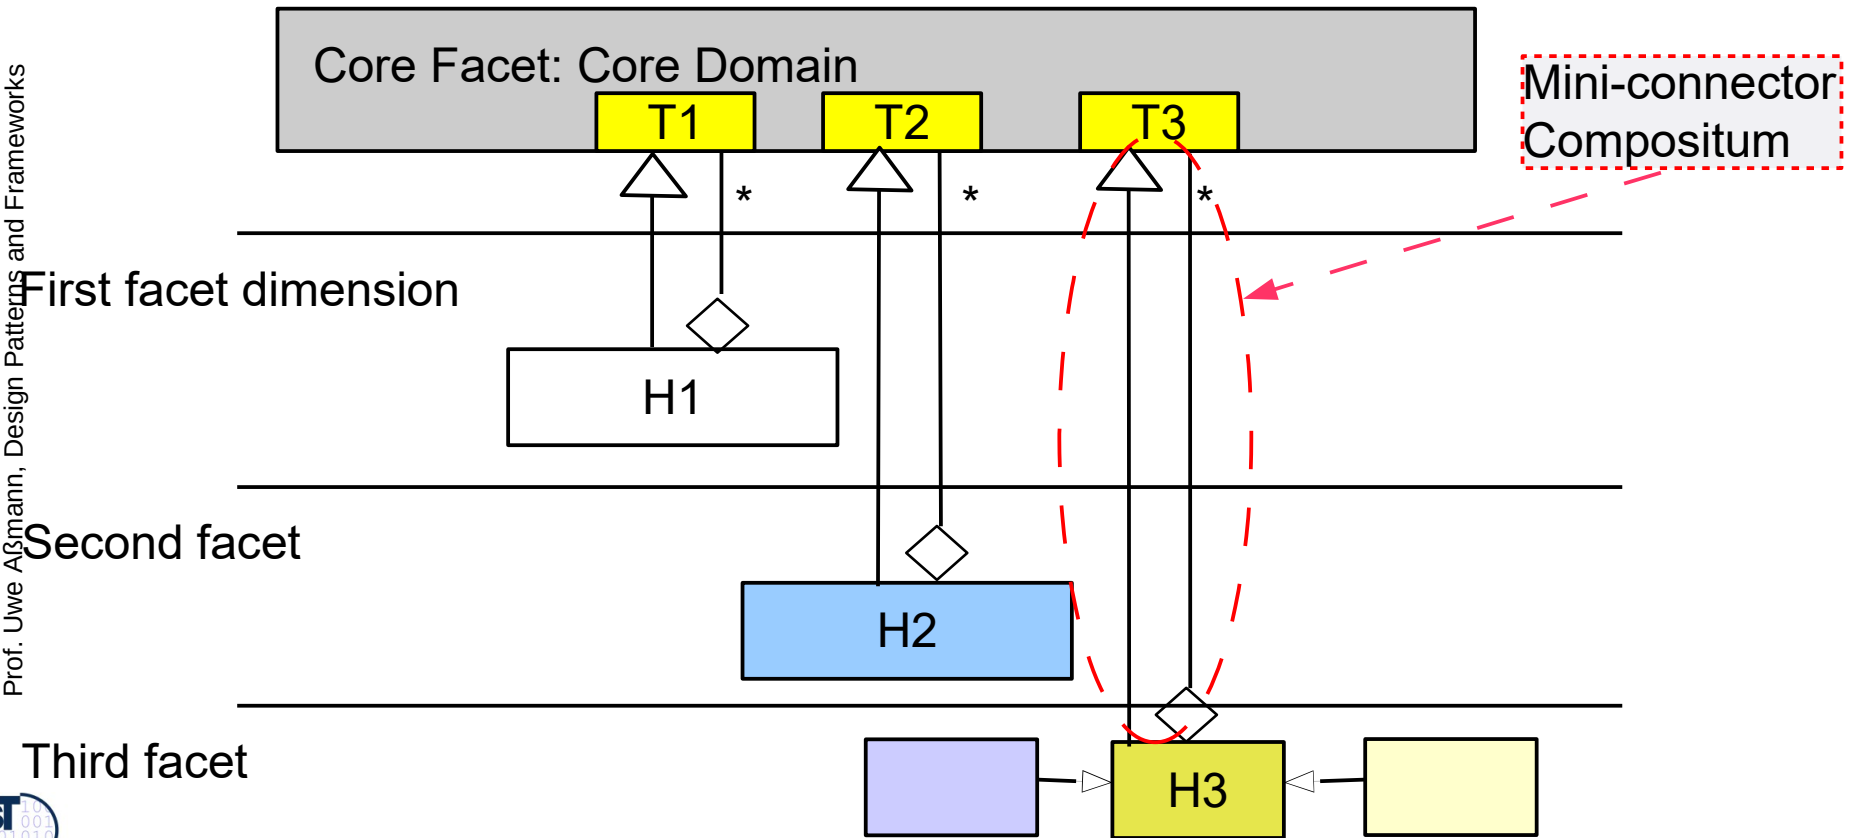 Core Facet: Core Domain
T1
T2
T3
Mini-connector
Compositum
*
*
*
First facet dimension
H1
Second facet
H2
Third facet
H3
Prof. Uwe Aßmann, Design Patterns and Frameworks